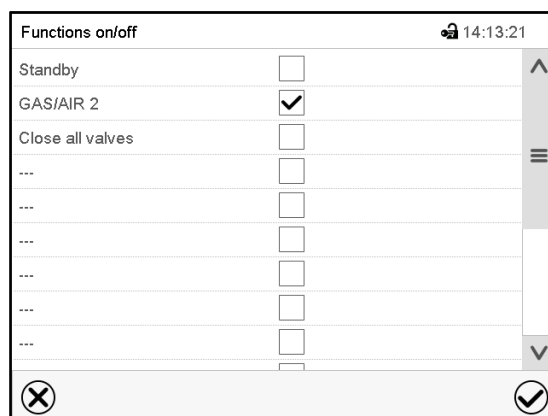 Functions on/off 14:13:21
Standby
GAS/AIR 2
Close all valves
---
---
---
---
---
---